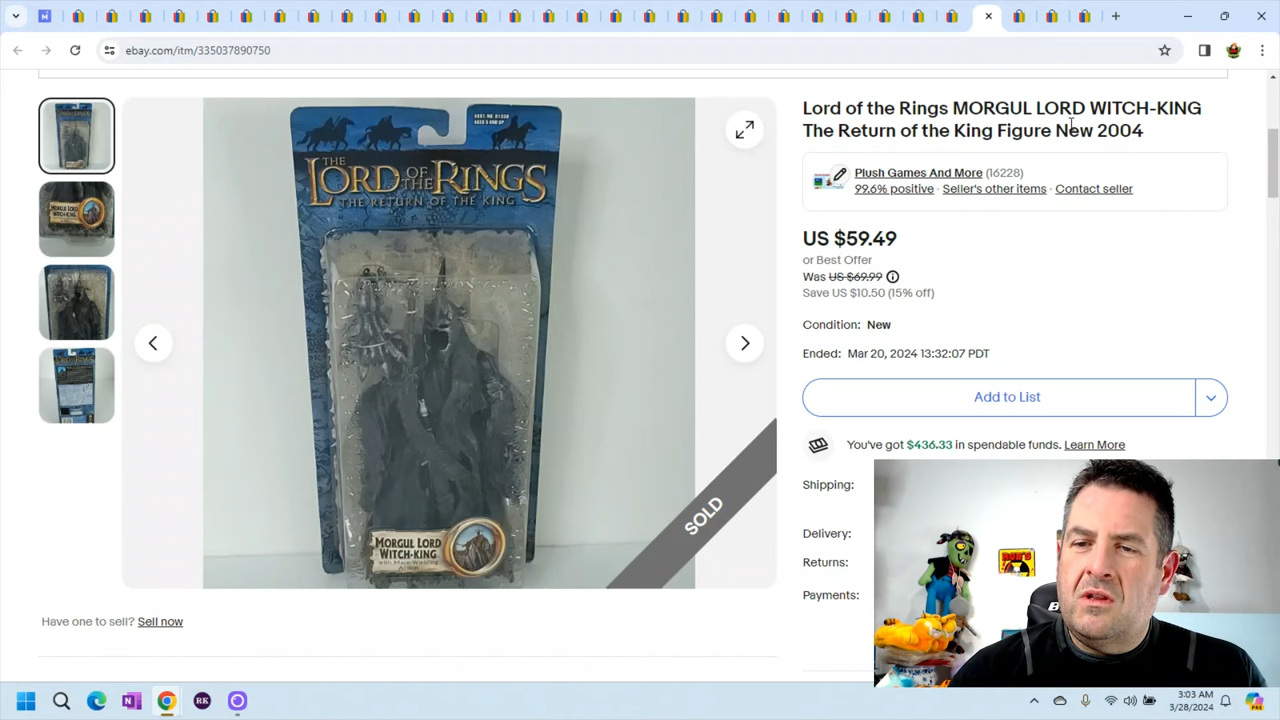 ebay.com/itm/335037890750
THE
LORD OF THE RINGS
THE RETURN OF THE KING
MORGUL LORD
WITCH-KING
with Mace-Wielding
Action
SOLD
Have one to sell? Sell now
Lord of the Rings MORGUL LORD WITCH-KING
The Return of the King Figure New 2004
Plush Games And More (16228)
99.6% positive · Seller's other items · Contact seller
US $59.49
or Best Offer
Was US $69.99
Save US $10.50 (15% off)
Condition: New
Ended: Mar 20, 2024 13:32:07 PDT
Add to List
You've got $436.33 in spendable funds. Learn More
Shipping:
Delivery:
Returns:
Payments:
3:03 AM
3/28/2024